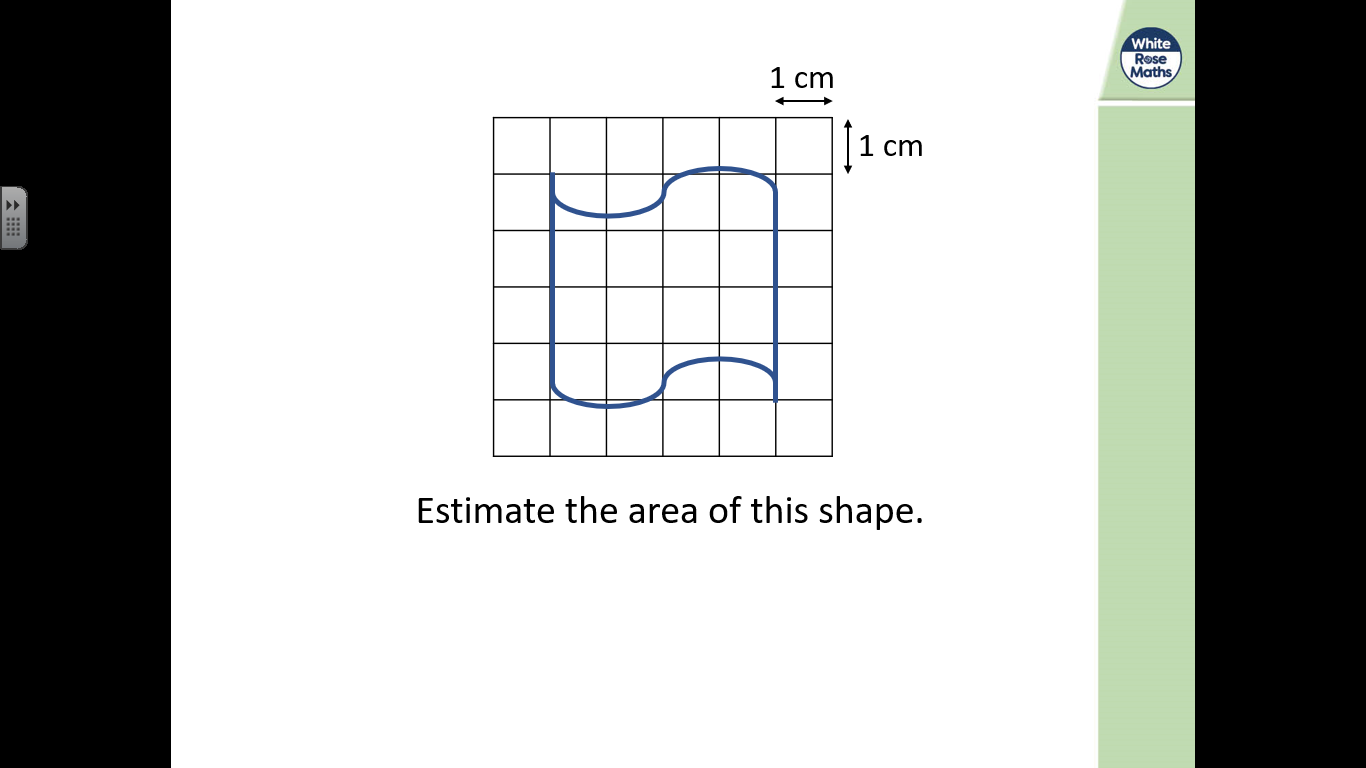 White
Rose
Maths
1 cm
1 cm
Estimate the area of this shape.